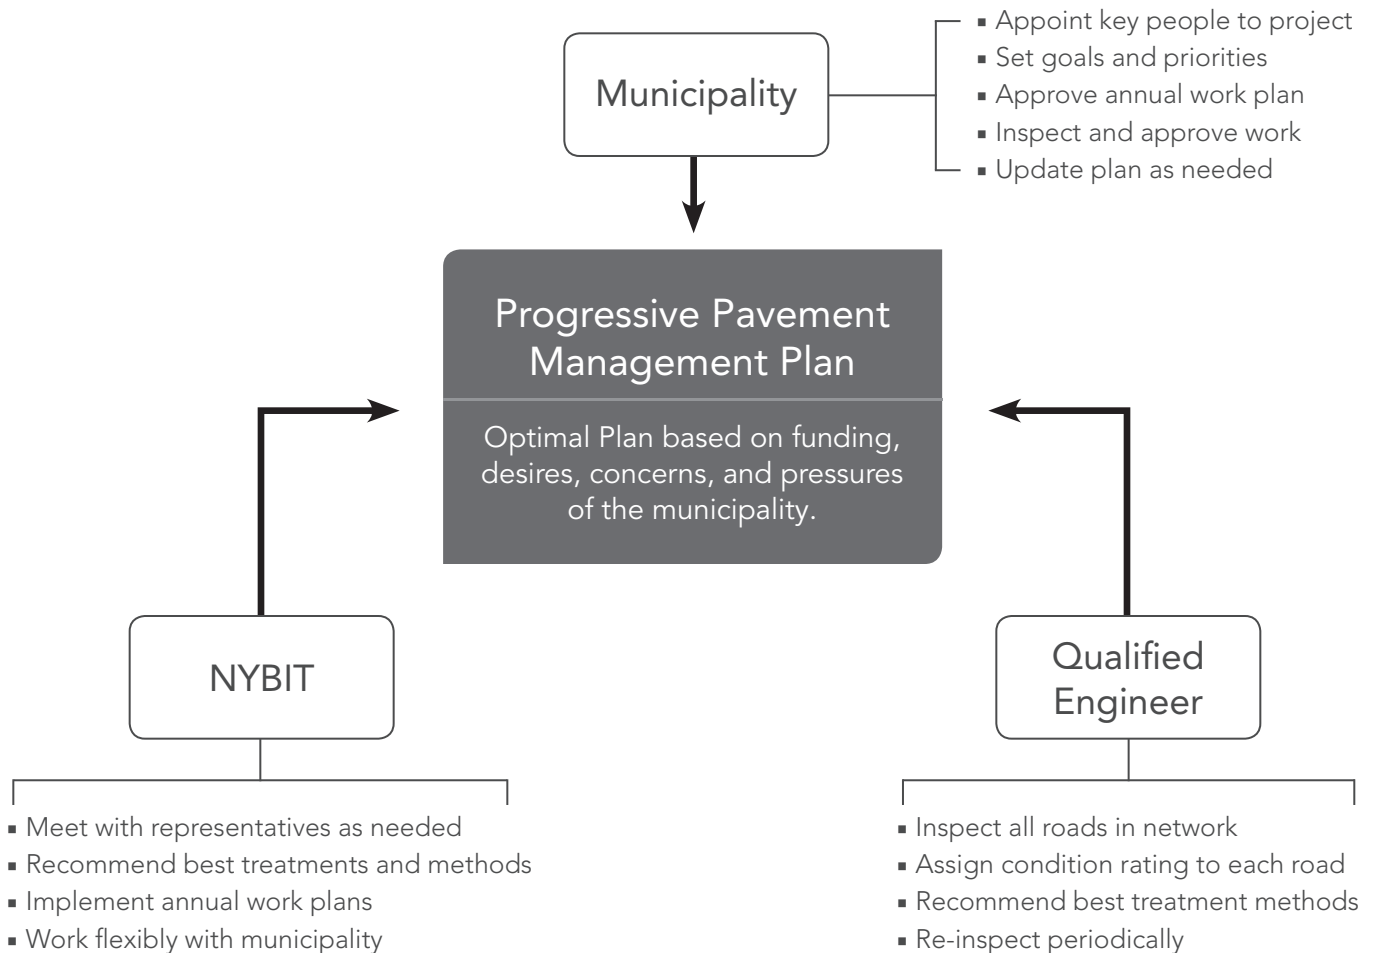 Municipality
▪ Appoint key people to project
▪ Set goals and priorities
▪ Approve annual work plan
▪ Inspect and approve work
▪ Update plan as needed
Progressive Pavement
Management Plan
Optimal Plan based on funding,
desires, concerns, and pressures
of the municipality.
NYBIT
▪ Meet with representatives as needed
▪ Recommend best treatments and methods
▪ Implement annual work plans
▪ Work flexibly with municipality
Qualified
Engineer
▪ Inspect all roads in network
▪ Assign condition rating to each road
▪ Recommend best treatment methods
▪ Re-inspect periodically